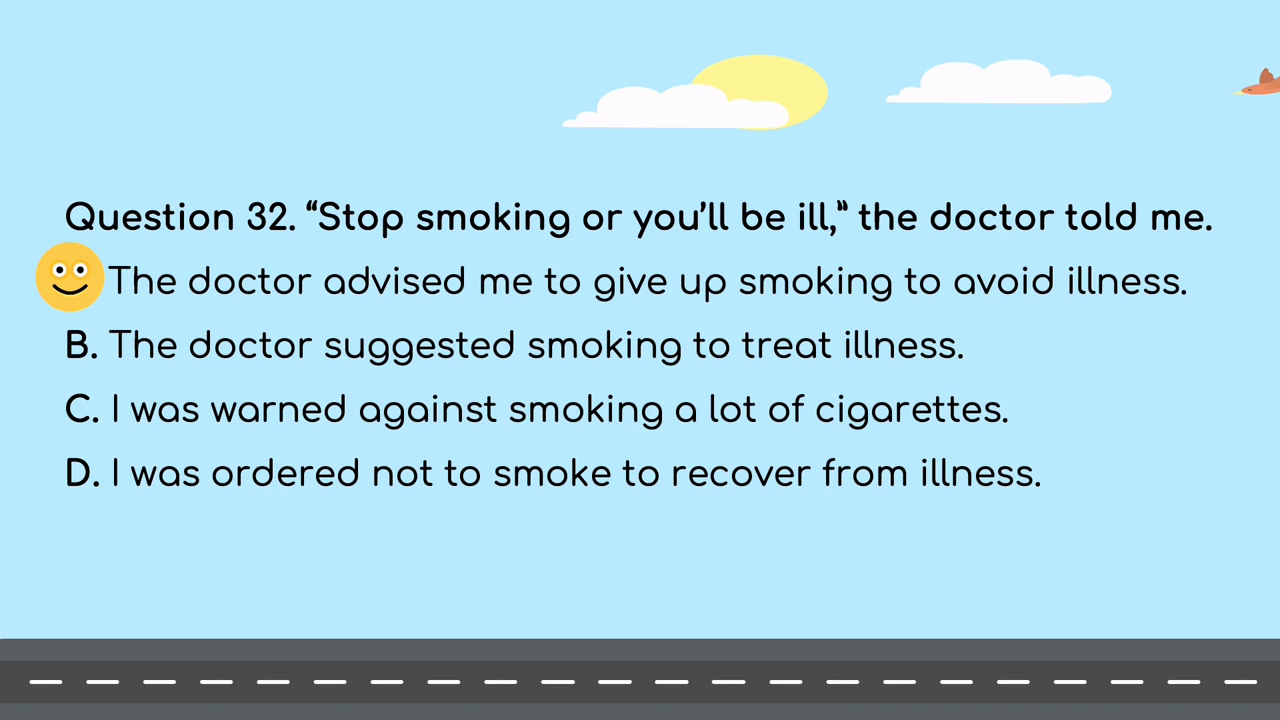 Question 32. “Stop smoking or you’ll be ill,” the doctor told me.
The doctor advised me to give up smoking to avoid illness.
B. The doctor suggested smoking to treat illness.
C. I was warned against smoking a lot of cigarettes.
D. I was ordered not to smoke to recover from illness.